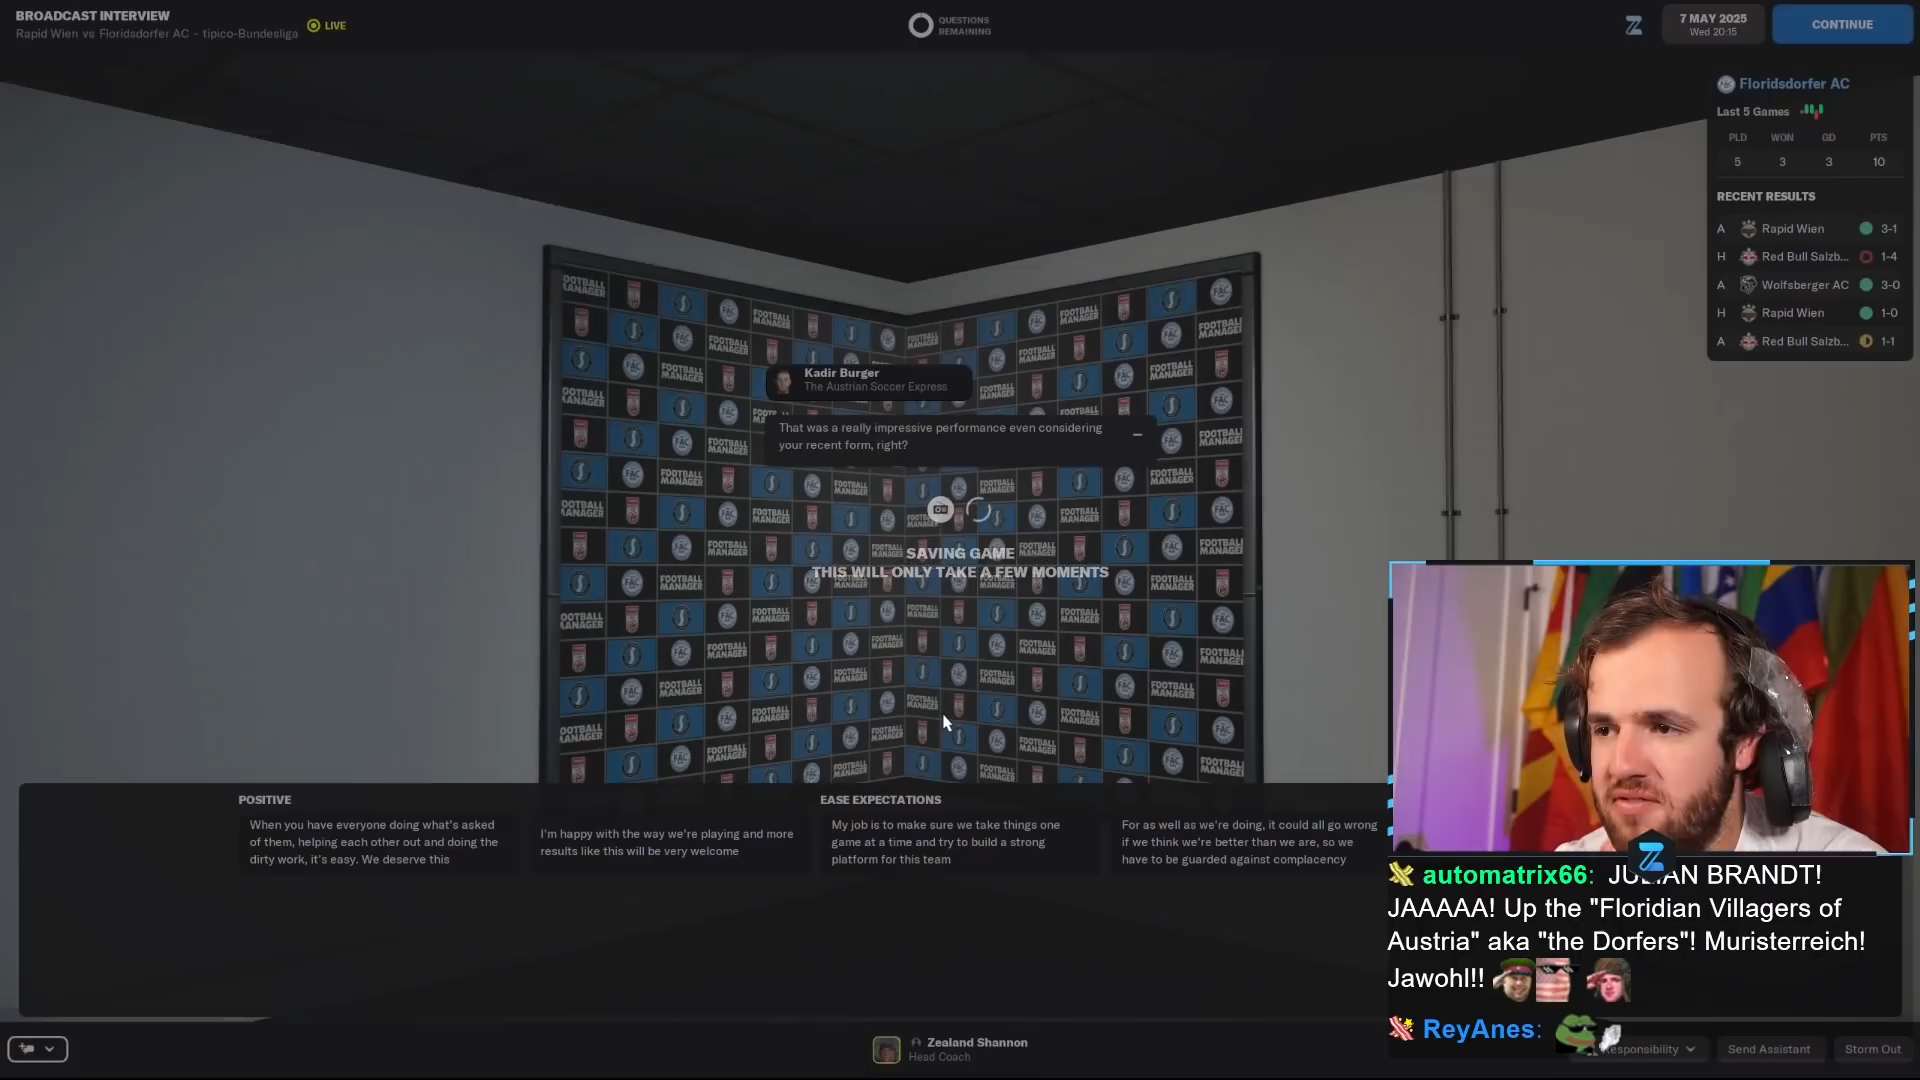 BROADCAST INTERVIEW
Rapid Wien vs Floridsdorfer AC - tipico-Bundesliga
LIVE
QUESTIONS
REMAINING
7 MAY 2025
Wed 20:15
CONTINUE
Floridsdorfer AC
Last 5 Games
PLD WON GD PTS
5 3 3 10
RECENT RESULTS
A Rapid Wien 3-1
H Red Bull Salzb... 1-4
A Wolfsberger AC 3-0
H Rapid Wien 1-0
A Red Bull Salzb... 1-1
Kadir Burger
The Austrian Soccer Express
That was a really impressive performance even considering
your recent form, right?
SAVING GAME
THIS WILL ONLY TAKE A FEW MOMENTS
FOOTBALL MANAGER
FAC
POSITIVE
When you have everyone doing what's asked
of them, helping each other out and doing the
dirty work, it's easy. We deserve this
I'm happy with the way we're playing and more
results like this will be very welcome
EASE EXPECTATIONS
My job is to make sure we take things one
game at a time and try to build a strong
platform for this team
For as well as we're doing, it could all go wrong
if we think we're better than we are, so we
have to be guarded against complacency
automatrix66: JULIAN BRANDT!
JAAAAA! Up the "Floridian Villagers of
Austria" aka "the Dorfers"! Muristerreich!
Jawohl!!
ReyAnes:
Zealand Shannon
Head Coach
Send Assistant
Storm Out